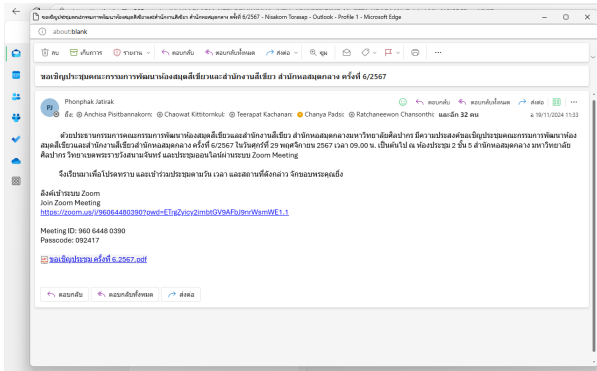 ขอเชิญประชุมคณะกรรมการพัฒนาห้องสมุดสีเขียวและสำนักงานสีเขียว สำนักหอสมุดกลาง ครั้งที่ 6/2567 - Nisakorn Tonasap - Outlook - Profile 1 - Microsoft Edge
about:blank
ลบ เก็บถาวร รายงาน ตอบกลับ ตอบกลับทั้งหมด ส่งต่อ ซูม
ขอเชิญประชุมคณะกรรมการพัฒนาห้องสมุดสีเขียวและสำนักงานสีเขียว สำนักหอสมุดกลาง ครั้งที่ 6/2567
PJ
Phonphak Jatirak
ตอบกลับ ตอบกลับทั้งหมด ส่งต่อ
ถึง: Anchisa Pisitbannakorn; Chaowat Kittitornkul; Teerapat Kachanan; Chanya Padsi; Ratchaneewon Chansonthi; และอีก 32 คน
อ 19/11/2024 11:33
ด้วยประธานกรรมการคณะกรรมการพัฒนาห้องสมุดสีเขียวและสำนักงานสีเขียว สำนักหอสมุดกลางมหาวิทยาลัยศิลปากร มีความประสงค์ขอเชิญประชุมคณะกรรมการพัฒนาห้อง
สมุดสีเขียวและสำนักงานสีเขียวสำนักหอสมุดกลาง ครั้งที่ 6/2567 ในวันศุกร์ที่ 29 พฤศจิกายน 2567 เวลา 09.00 น. เป็นต้นไป ณ ห้องประชุม 2 ชั้น 5 สำนักหอสมุดกลาง มหาวิทยาลัย
ศิลปากร วิทยาเขตพระราชวังสนามจันทร์ และประชุมออนไลน์ผ่านระบบ Zoom Meeting
จึงเรียนมาเพื่อโปรดทราบ และเข้าร่วมประชุมตามวัน เวลา และสถานที่ดังกล่าว จักขอบพระคุณยิ่ง
ลิงค์เข้าระบบ Zoom
Join Zoom Meeting
https://zoom.us/j/96064480390?pwd=ETrgZyicy2imbtGV9AFbJ9nrWsmWE1.1
Meeting ID: 960 6448 0390
Passcode: 092417
ขอเชิญประชุม ครั้งที่ 6.2567.pdf
ตอบกลับ ตอบกลับทั้งหมด ส่งต่อ